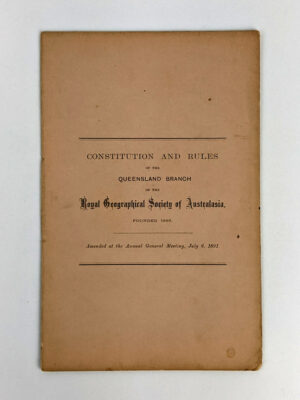 CONSTITUTION AND RULES
OF THE
QUEENSLAND BRANCH
OF THE
Royal Geographical Society of Australasia.
FOUNDED 1885.
Amended at the Annual General Meeting, July 6, 1891